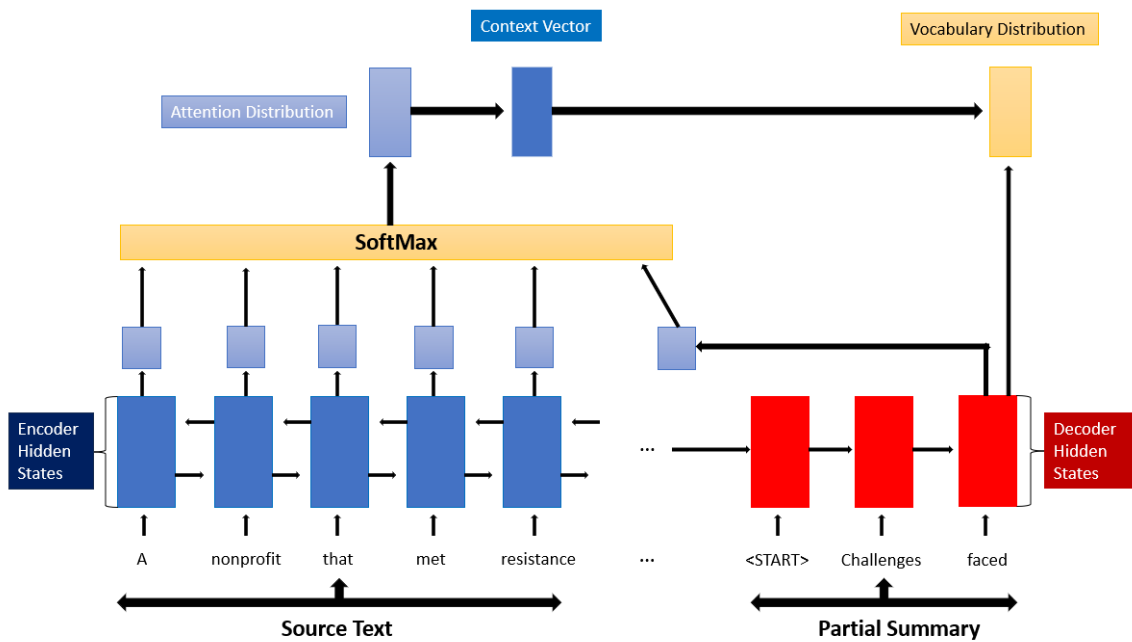 Context Vector
Vocabulary Distribution
Attention Distribution
SoftMax
Encoder
Hidden
States
...
Decoder
Hidden
States
A nonprofit that met resistance ... <START> Challenges faced
Source Text
Partial Summary